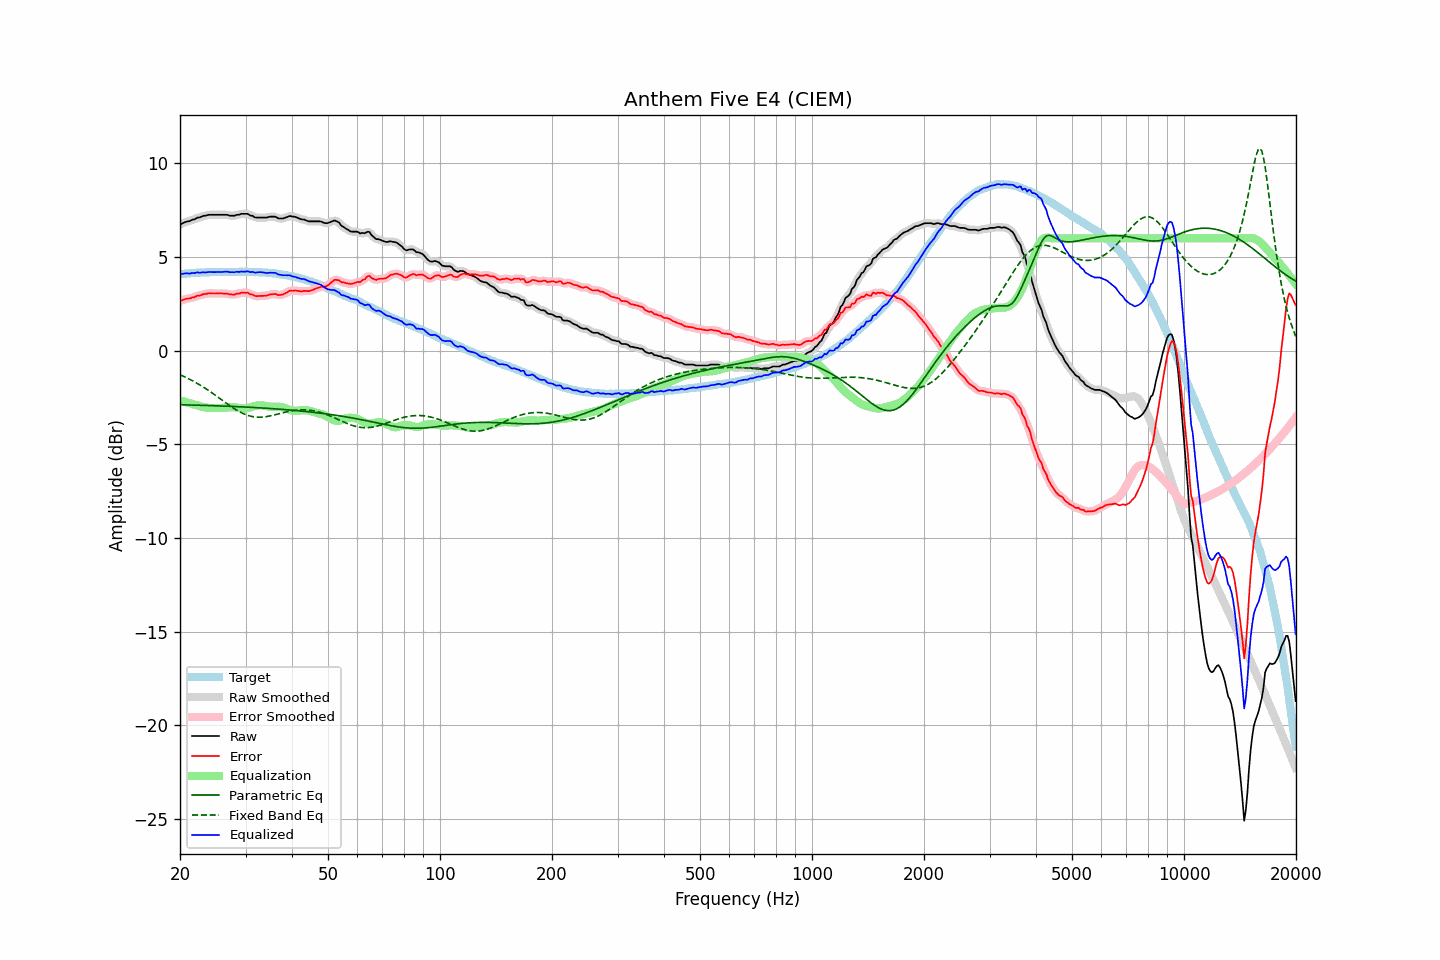 Anthem Five E4 (CIEM)
Amplitude (dBr)
10
5
0
−5
−10
−15
−20
−25
Target
Raw Smoothed
Error Smoothed
Raw
Error
Equalization
Parametric Eq
Fixed Band Eq
Equalized
20 50 100 200 500 1000 2000 5000 10000 20000
Frequency (Hz)